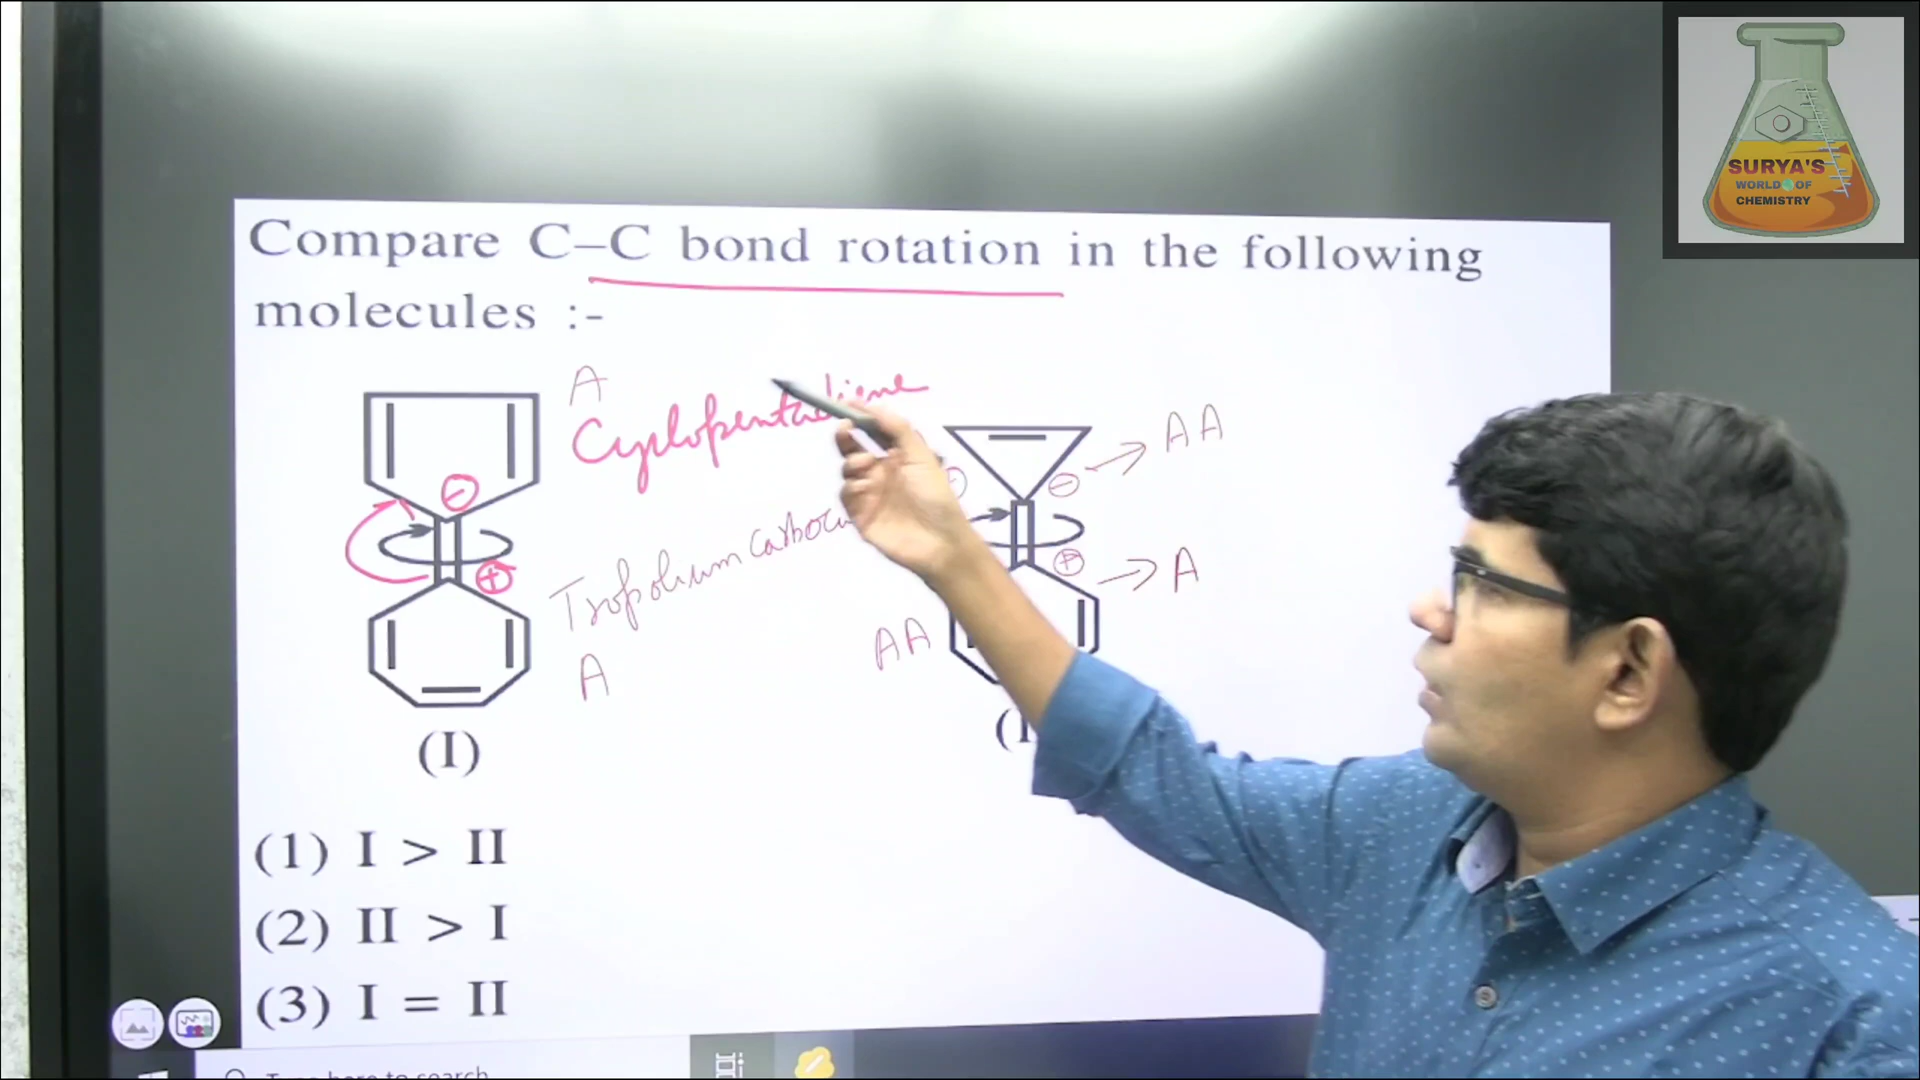 SURYA'S
WORLD OF
CHEMISTRY
Compare C–C bond rotation in the following
molecules :-
A
Cyclopentadiene
AA
Tropolium
A
AA
A
(I)
(1) I > II
(2) II > I
(3) I = II